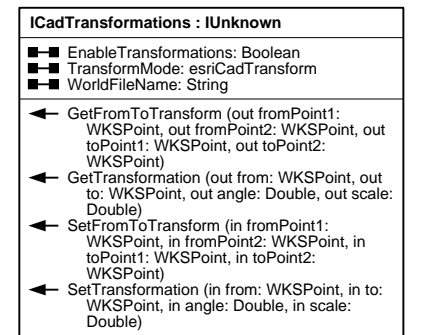 ICadTransformations : IUnknown
EnableTransformations: Boolean
TransformMode: esriCadTransform
WorldFileName: String
GetFromToTransform (out fromPoint1:
WKSPoint, out fromPoint2: WKSPoint, out
toPoint1: WKSPoint, out toPoint2:
WKSPoint)
GetTransformation (out from: WKSPoint, out
to: WKSPoint, out angle: Double, out scale:
Double)
SetFromToTransform (in fromPoint1:
WKSPoint, in fromPoint2: WKSPoint, in
toPoint1: WKSPoint, in toPoint2:
WKSPoint)
SetTransformation (in from: WKSPoint, in to:
WKSPoint, in angle: Double, in scale:
Double)